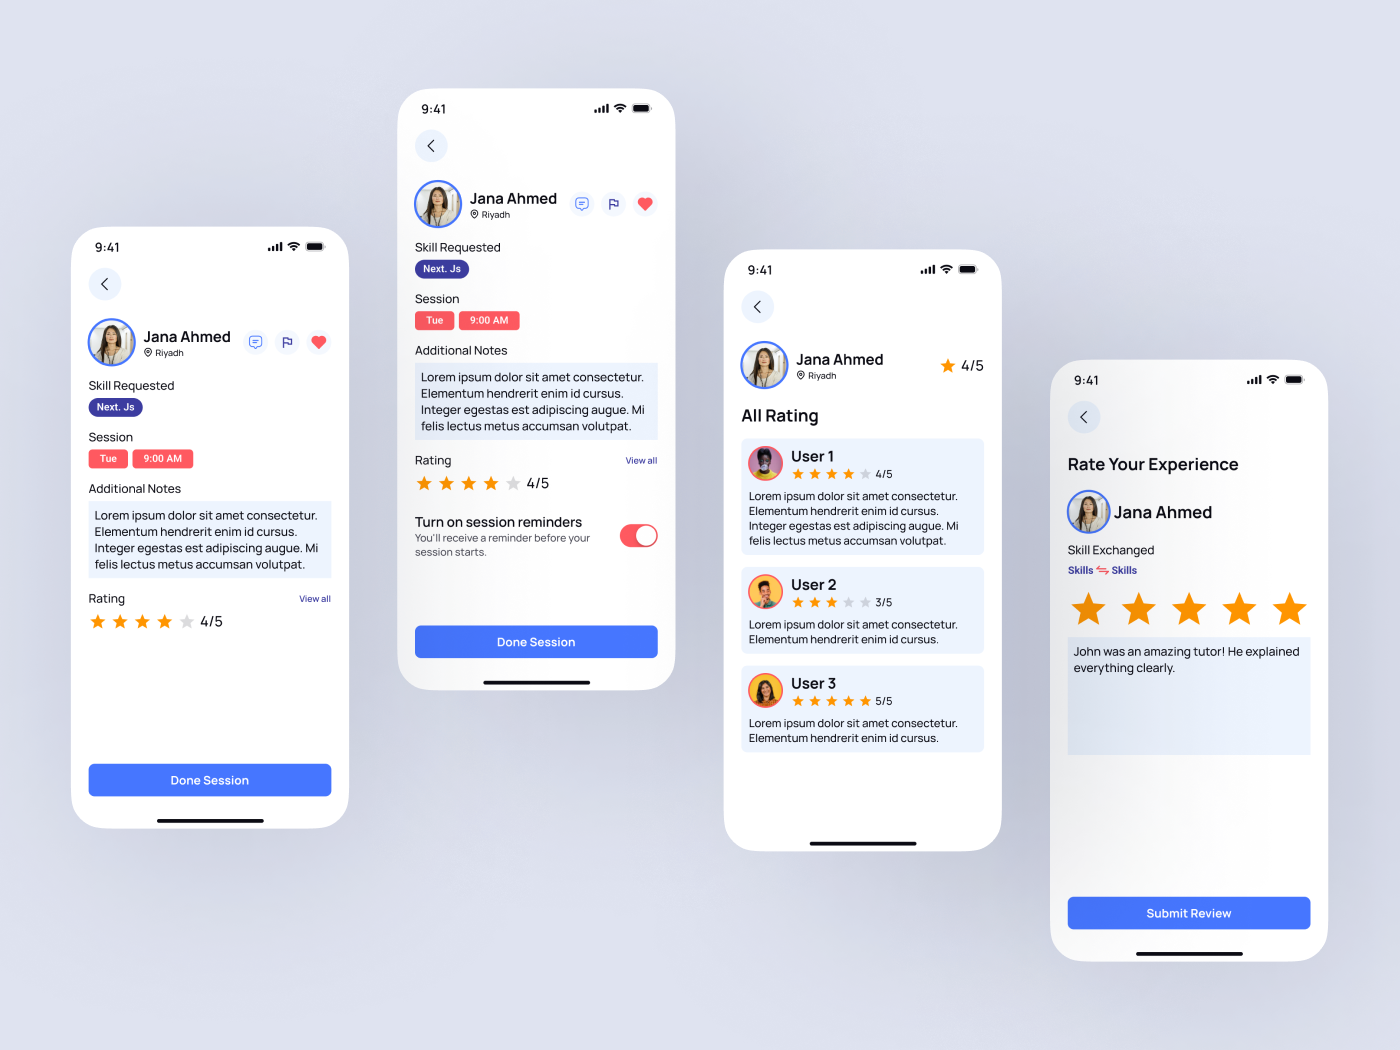 9:41
Jana Ahmed
Riyadh
Skill Requested
Next. Js
Session
Tue 9:00 AM
Additional Notes
Lorem ipsum dolor sit amet consectetur.
Elementum hendrerit enim id cursus.
Integer egestas est adipiscing augue. Mi
felis lectus metus accumsan volutpat.
Rating View all
4/5
Done Session
9:41
Jana Ahmed
Riyadh
Skill Requested
Next. Js
Session
Tue 9:00 AM
Additional Notes
Lorem ipsum dolor sit amet consectetur.
Elementum hendrerit enim id cursus.
Integer egestas est adipiscing augue. Mi
felis lectus metus accumsan volutpat.
Rating View all
4/5
Turn on session reminders
You'll receive a reminder before your
session starts.
Done Session
9:41
Jana Ahmed
Riyadh
4/5
All Rating
User 1
4/5
Lorem ipsum dolor sit amet consectetur.
Elementum hendrerit enim id cursus.
Integer egestas est adipiscing augue. Mi
felis lectus metus accumsan volutpat.
User 2
3/5
Lorem ipsum dolor sit amet consectetur.
Elementum hendrerit enim id cursus.
User 3
5/5
Lorem ipsum dolor sit amet consectetur.
Elementum hendrerit enim id cursus.
9:41
Rate Your Experience
Jana Ahmed
Skill Exchanged
Skills Skills
John was an amazing tutor! He explained
everything clearly.
Submit Review